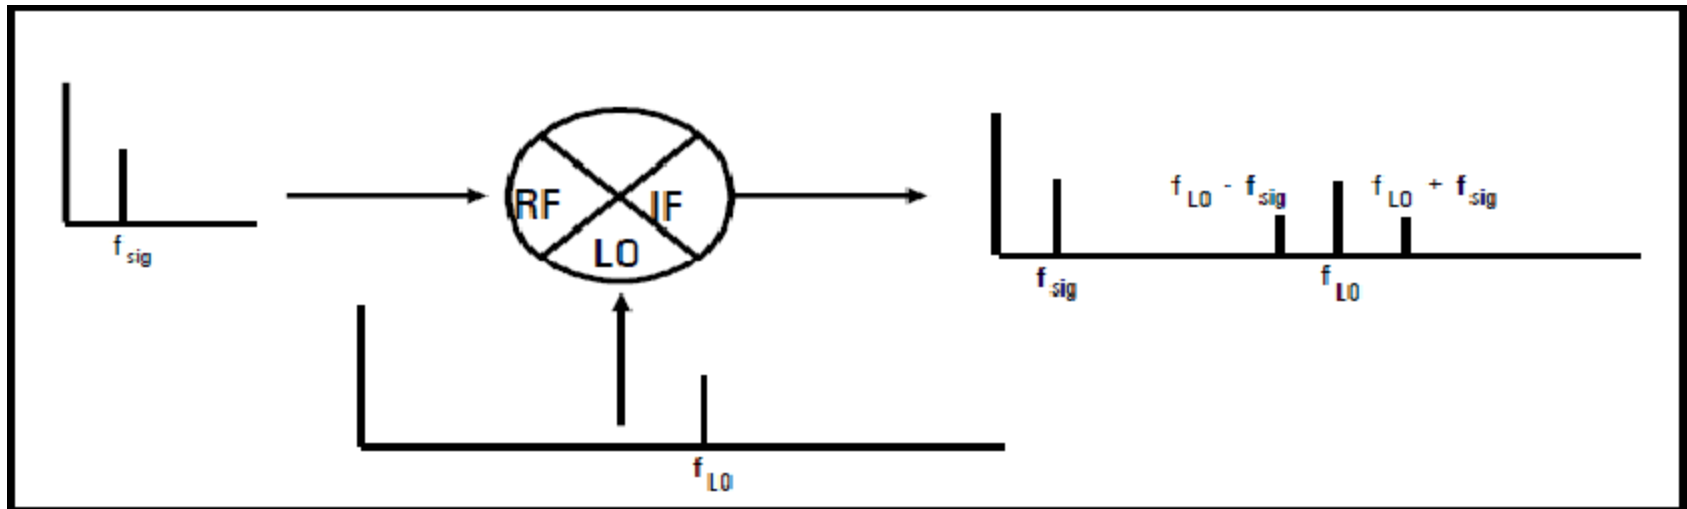 RF IF
LO
f LO - f sig
f LO + f sig
f sig
f sig
f LO
f LO